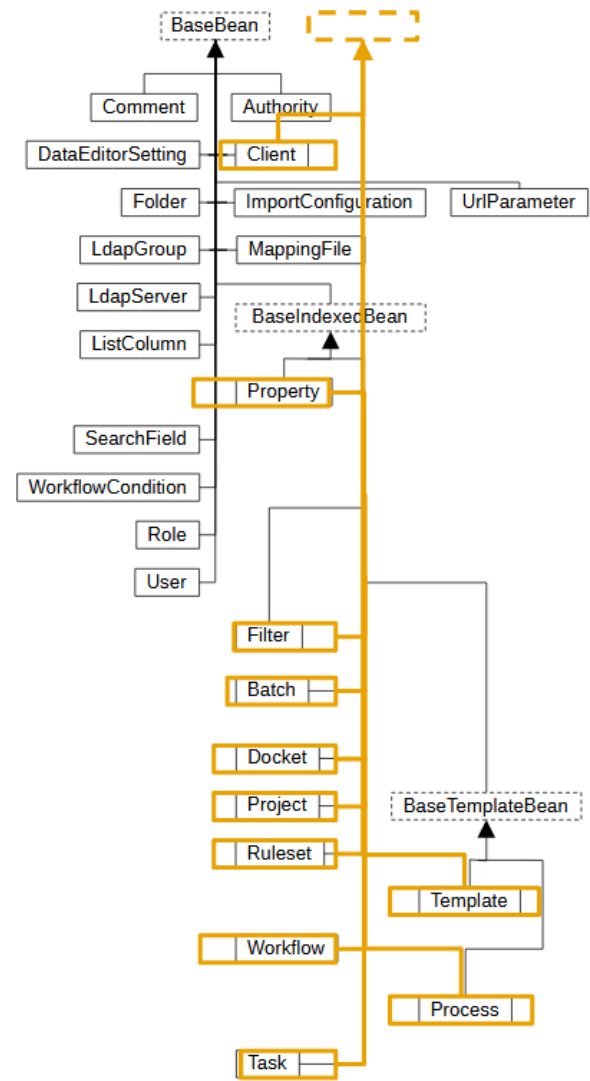 BaseBean
Comment
Authority
DataEditorSetting
Client
Folder
ImportConfiguration
UrlParameter
LdapGroup
MappingFile
LdapServer
BaseIndexedBean
ListColumn
Property
SearchField
WorkflowCondition
Role
User
Filter
Batch
Docket
Project
BaseTemplateBean
Ruleset
Template
Workflow
Process
Task